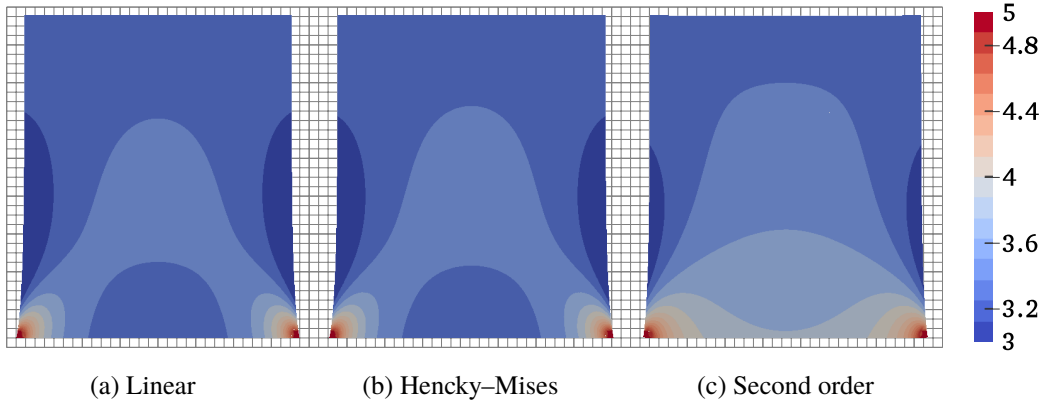 5
4.8
4.4
4
3.6
3.2
3
(a) Linear
(b) Hencky–Mises
(c) Second order